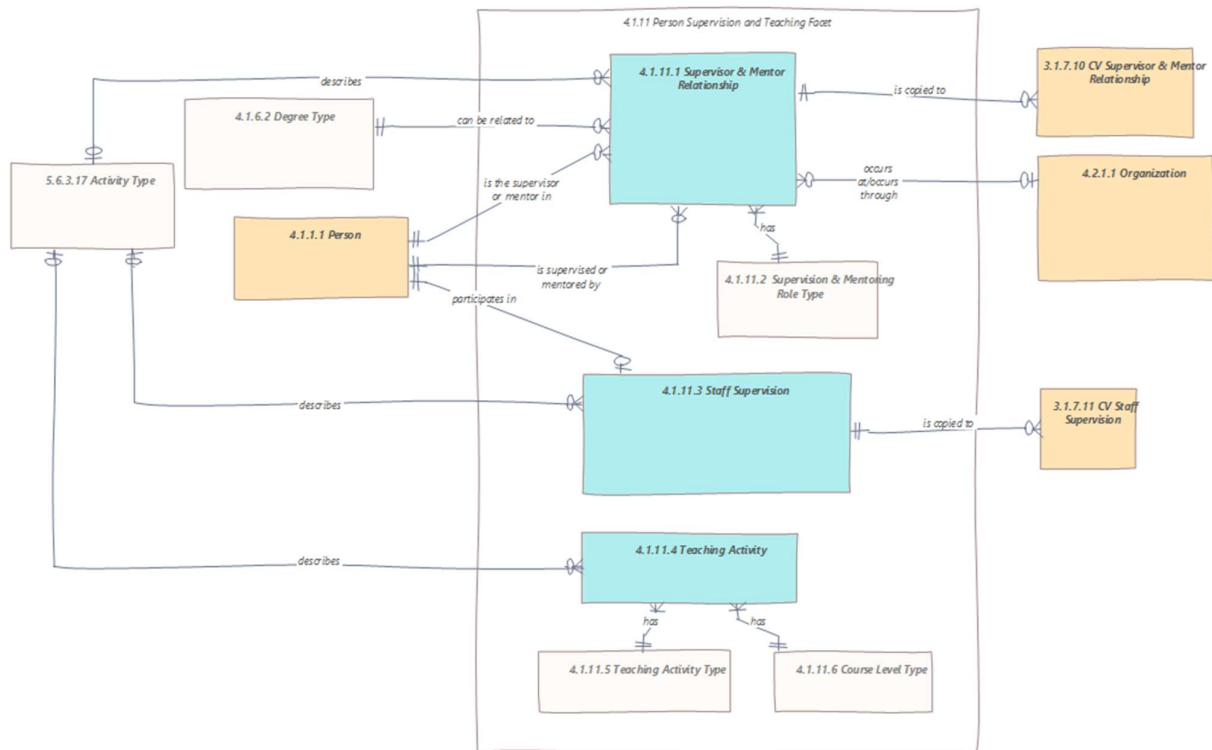 4.1.11 Person Supervision and Teaching Facet
4.1.11.1 Supervisor & Mentor
Relationship
3.1.7.10 CV Supervisor & Mentor
Relationship
describes
is copied to
4.1.6.2 Degree Type
can be related to
5.6.3.17 Activity Type
occurs
at/occurs
through
4.2.1.1 Organization
is the supervisor
or mentor in
4.1.1.1 Person
has
is supervised or
mentored by
4.1.11.2 Supervision & Mentoring
Role Type
participates in
4.1.11.3 Staff Supervision
describes
is copied to
3.1.7.11 CV Staff
Supervision
4.1.11.4 Teaching Activity
describes
has
has
4.1.11.5 Teaching Activity Type
4.1.11.6 Course Level Type